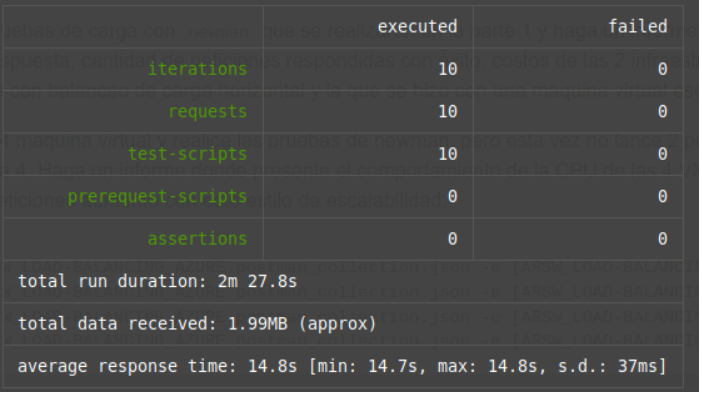 executed failed
iterations 10 0
requests 10 0
test-scripts 10 0
prerequest-scripts 0 0
assertions 0 0
total run duration: 2m 27.8s
total data received: 1.99MB (approx)
average response time: 14.8s [min: 14.7s, max: 14.8s, s.d.: 37ms]